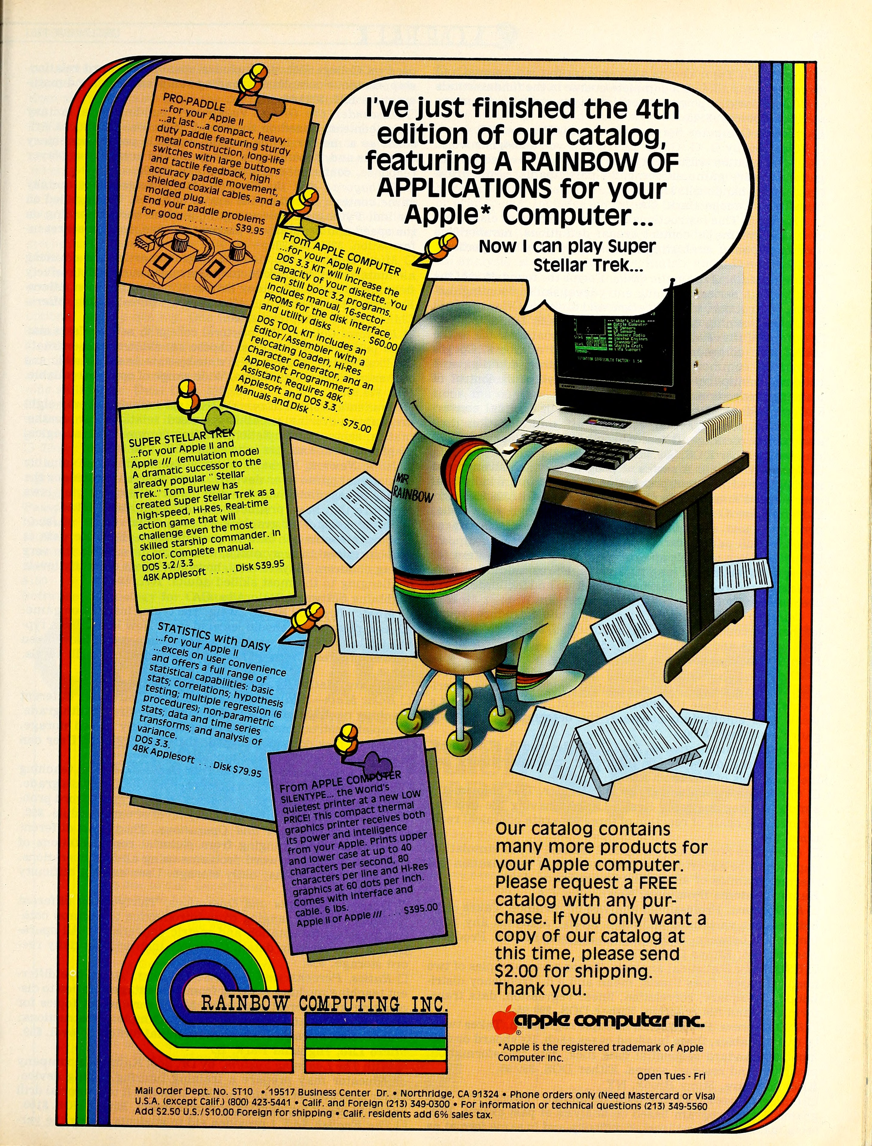 I've just finished the 4th
edition of our catalog,
featuring A RAINBOW OF
APPLICATIONS for your
Apple* Computer...
Now I can play Super
Stellar Trek...
PRO-PADDLE
...for your Apple II
...at last ...a compact, heavy-
duty paddle featuring sturdy
metal construction, long-life
switches with large buttons
and tactile feedback, high
accuracy paddle movement,
shielded coaxial cables, and a
molded plug.
End your paddle problems
for good .......... $39.95
From APPLE COMPUTER
...for your Apple II
DOS 3.3 KIT will increase the
capacity of your diskette. You
can still boot 3.2 programs.
Includes manual, 16-sector
PROMs for the disk interface,
and utility disks ....... $60.00
DOS TOOL KIT includes an
Editor/Assembler (with a
relocating loader), Hi-Res
Character Generator, and an
Applesoft Programmer's
Assistant. Requires 48K,
Applesoft and DOS 3.3.
Manuals and Disk ...... $75.00
SUPER STELLAR TREK
...for your Apple II and
Apple /// (emulation mode)
A dramatic successor to the
already popular "Stellar
Trek." Tom Burlew has
created Super Stellar Trek as a
high-speed, Hi-Res, Real-time
action game that will
challenge even the most
skilled starship commander. In
color. Complete manual.
DOS 3.2/3.3
48K Applesoft .....Disk $39.95
MR
RAINBOW
STATISTICS with DAISY
...for your Apple II
...excels on user convenience
and offers a full range of
statistical capabilities: basic
stats; correlations; hypothesis
testing; multiple regression (6
procedures); non-parametric
stats; data and time series
transforms; and analysis of
variance.
DOS 3.3.
48K Applesoft ...Disk $79.95
From APPLE COMPUTER
SILENTYPE... the World's
quietest printer at a new LOW
PRICE! This compact thermal
graphics printer receives both
its power and intelligence
from your Apple. Prints upper
and lower case at up to 40
characters per second, 80
characters per line and Hi-Res
graphics at 60 dots per inch.
Comes with interface and
cable. 6 lbs.
Apple II or Apple /// ... $395.00
Our catalog contains
many more products for
your Apple computer.
Please request a FREE
catalog with any pur-
chase. If you only want a
copy of our catalog at
this time, please send
$2.00 for shipping.
Thank you.
RAINBOW COMPUTING INC.
apple computer inc.
*Apple is the registered trademark of Apple
Computer Inc.
Open Tues - Fri
Mail Order Dept. No. ST10 • 19517 Business Center Dr. • Northridge, CA 91324 • Phone orders only (Need Mastercard or Visa)
U.S.A. (except Calif.) (800) 423-5441 • Calif. and Foreign (213) 349-0300 • For information or technical questions (213) 349-5560
Add $2.50 U.S./$10.00 Foreign for shipping • Calif. residents add 6% sales tax.